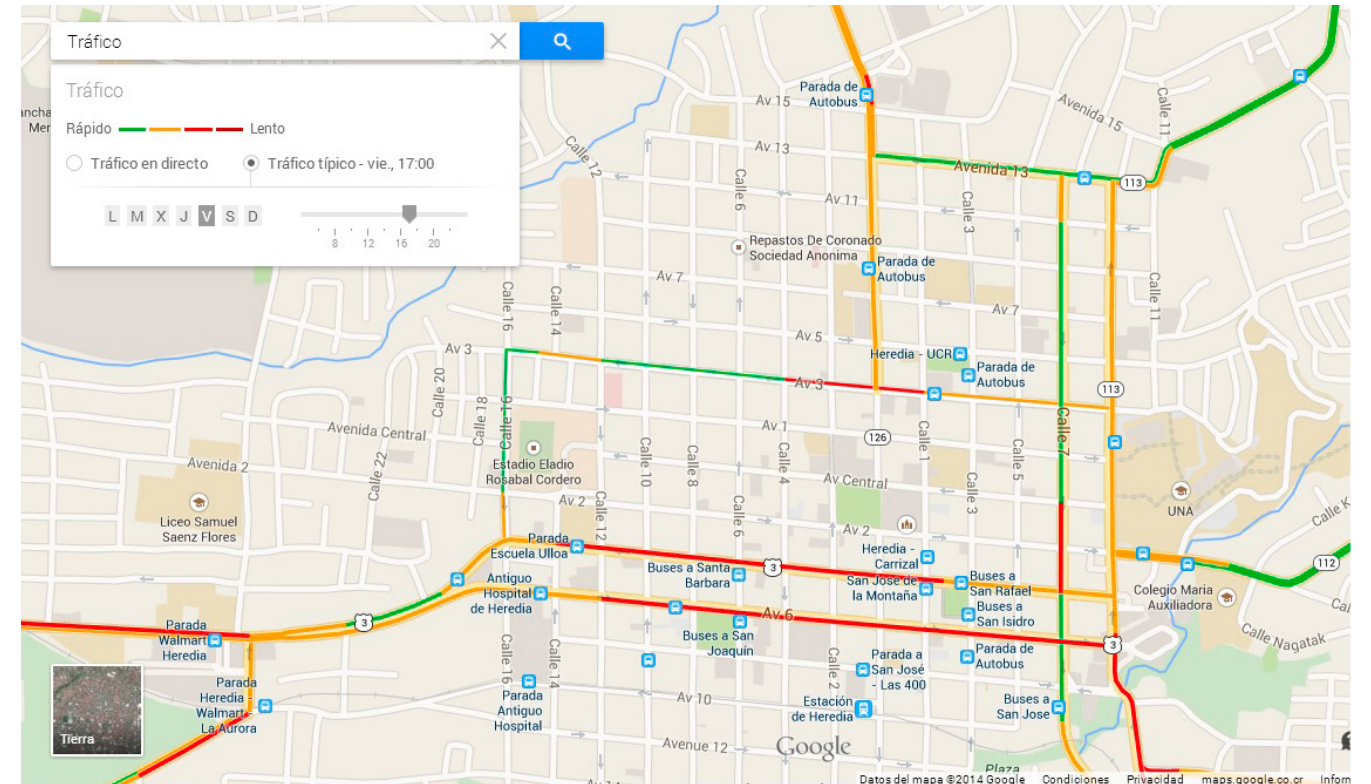 Tráfico
Tráfico
Rápido
Lento
Tráfico en directo
Tráfico típico - vie., 17:00
L M X J V S D
8 12 16 20
Parada de
Autobus
Av 15
Avenida 15
Calle 11
Calle 12
Av 13
Avenida 13
113
Calle 6
Av 11
Calle 3
Repastos De Coronado
Sociedad Anonima
Parada de
Autobus
Av 7
Calle 16
Calle 14
Av 7
Calle 11
Av 5
Av 3
Heredia - UCR
Parada de
Autobus
Av 3
113
Calle 20
Calle 18
Calle 16
Avenida Central
Av 1
126
Calle 7
Avenida 2
Calle 22
Estadio Eladio
Rosabal Cordero
Calle 10
Calle 8
Calle 4
Calle 1
Calle 5
Av Central
Calle 3
UNA
Liceo Samuel
Saenz Flores
Av 2
Calle 12
Calle 6
Av 2
Calle K
Parada
Escuela Ulloa
Heredia -
Carrizal
Buses a Santa
Barbara
3
San José de
la Montaña
Buses a
San Rafael
112
Antiguo
Hospital
de Heredia
Colegio Maria
Auxiliadora
Buses a
San Isidro
Av 6
3
Parada
Walmart
Heredia
Buses a San
Joaquín
3
Calle Nagatak
Calle 16
Calle 14
Calle 2
Parada a
San José
- Las 400
Parada de
Autobus
Parada
Heredia -
Walmart -
La Aurora
Parada
Antiguo
Hospital
Av 10
Estación
de Heredia
Buses a
San Jose
Tierra
Avenue 12
Google
Plaza
Datos del mapa ©2014 Google
Condiciones
Privacidad
maps.google.co.cr
Inform